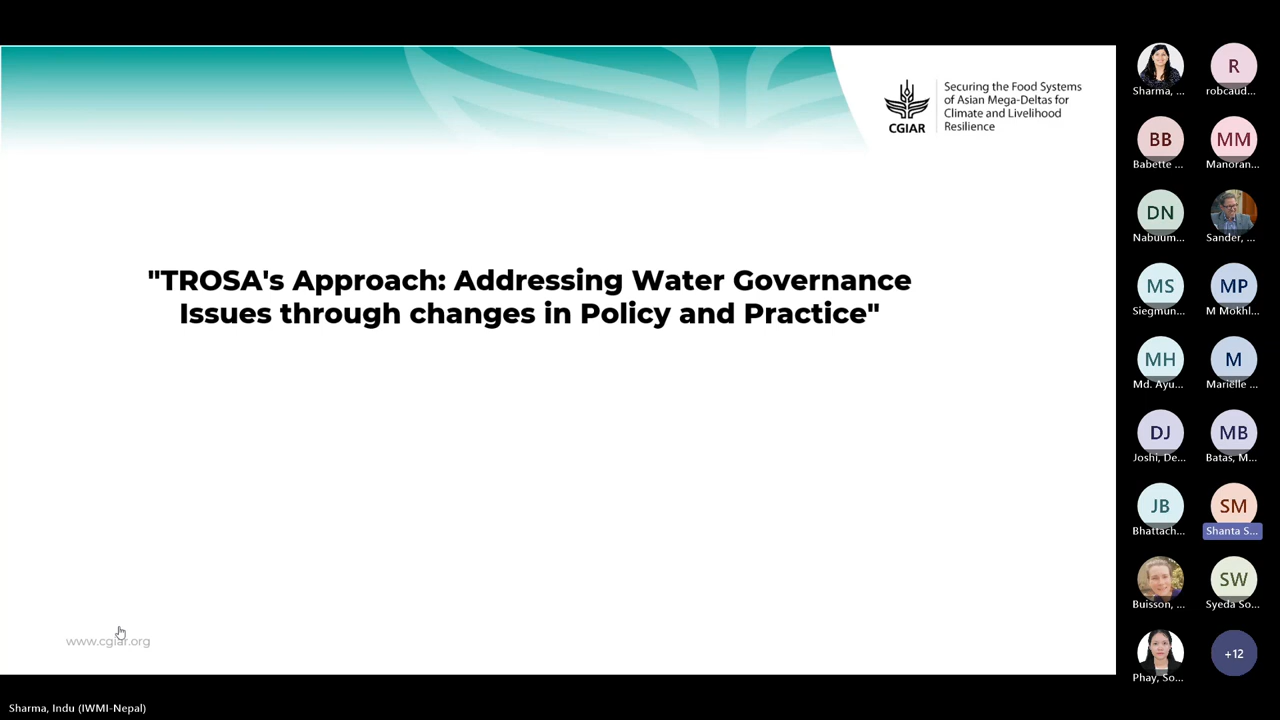 CGIAR
Securing the Food Systems
of Asian Mega-Deltas for
Climate and Livelihood
Resilience
"TROSA's Approach: Addressing Water Governance
Issues through changes in Policy and Practice"
www.cgiar.org
Sharma, Indu (IWMI-Nepal)
Sharma, ...
R
robcaud...
BB
Babette ...
MM
Manoran...
DN
Nabuum...
Sander, ...
MS
Siegmun...
MP
M Mokhl...
MH
Md. Ayu...
M
Mariëlle ...
DJ
Joshi, De...
MB
Batas, M...
JB
Bhattach...
SM
Shanta S...
Buisson, ...
SW
Syeda So...
Phay, So...
+12